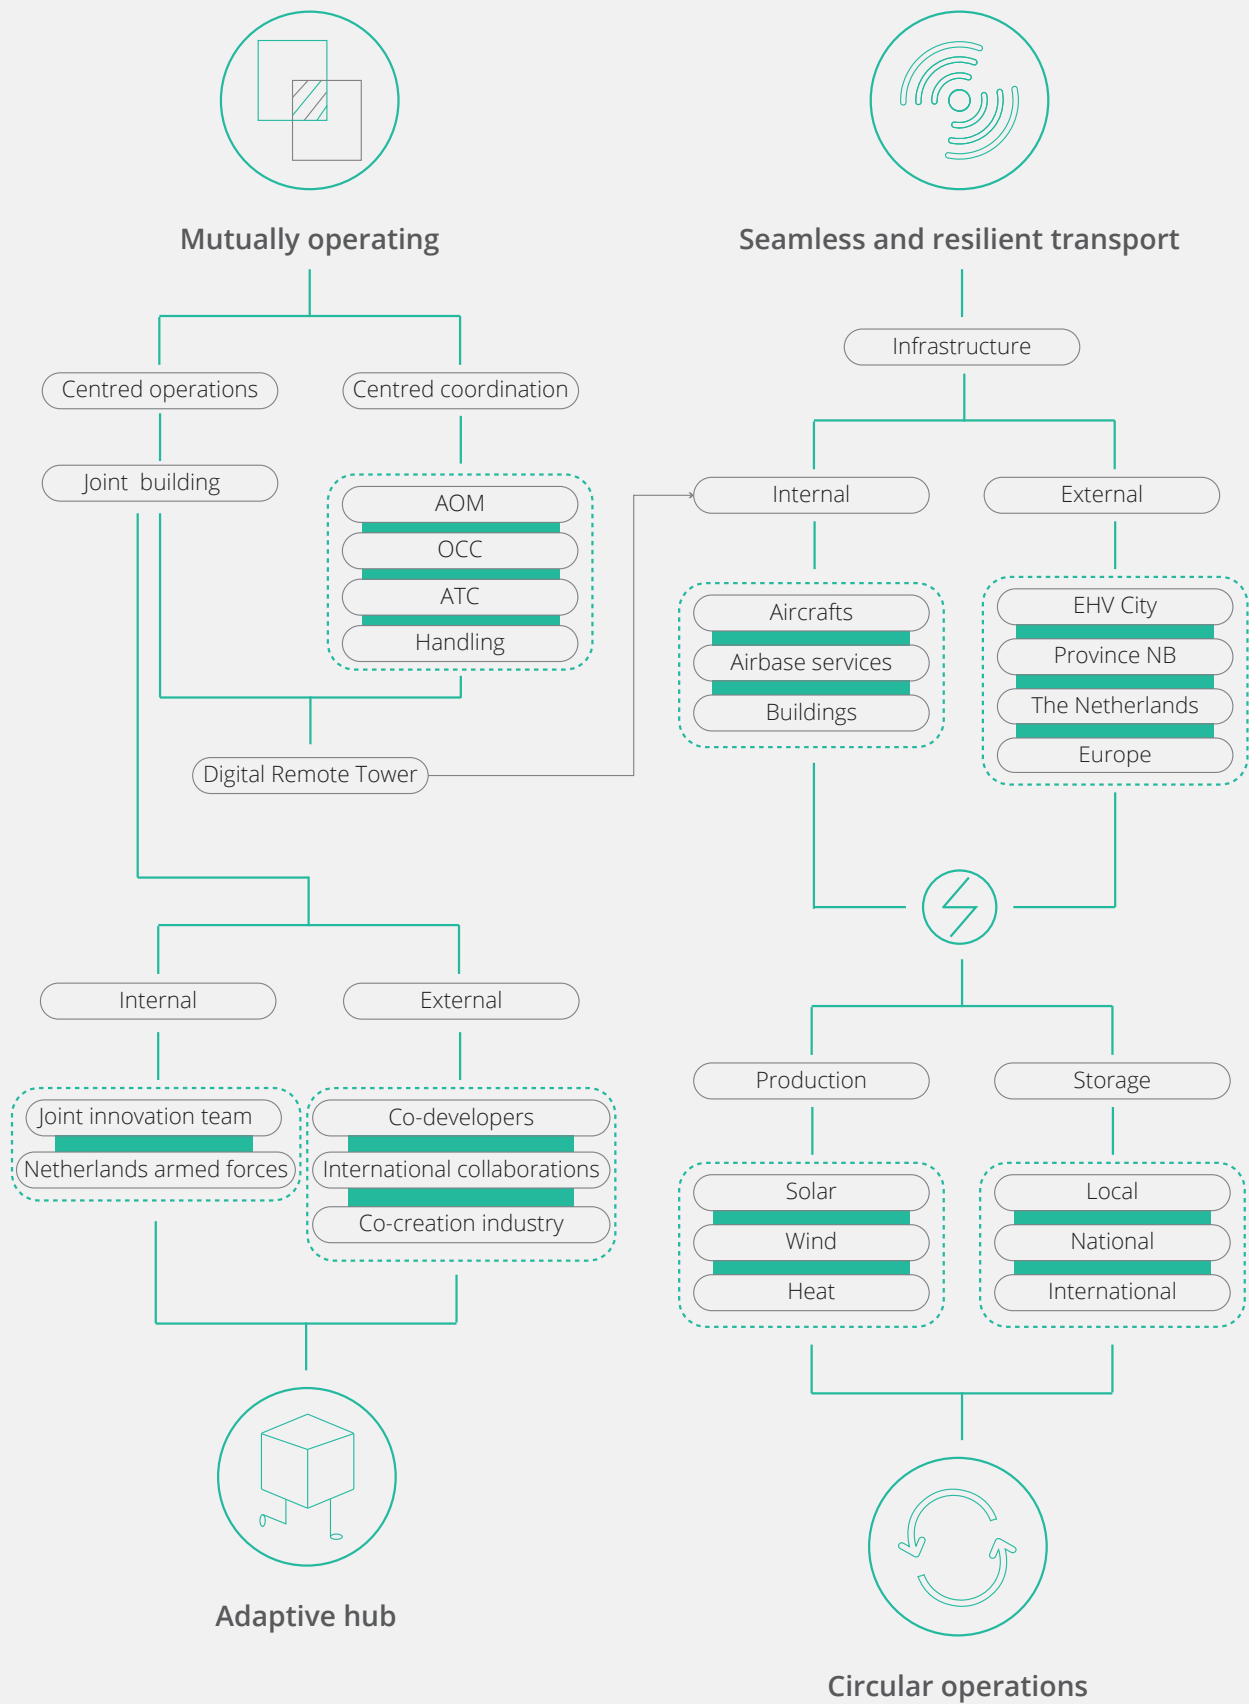 Mutually operating
Centred operations
Centred coordination
Joint building
AOM
OCC
ATC
Handling
Digital Remote Tower
Internal
External
Joint innovation team
Netherlands armed forces
Co-developers
International collaborations
Co-creation industry
Adaptive hub
Seamless and resilient transport
Infrastructure
Internal
External
Aircrafts
Airbase services
Buildings
EHV City
Province NB
The Netherlands
Europe
Production
Storage
Solar
Wind
Heat
Local
National
International
Circular operations